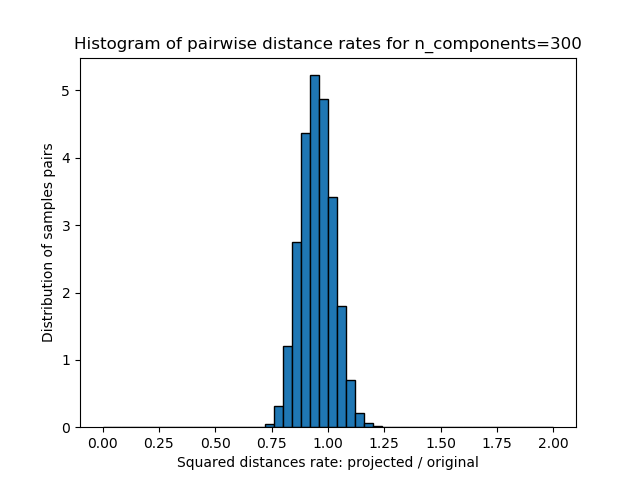 Histogram of pairwise distance rates for n_components=300
Distribution of samples pairs
5
4
3
2
1
0
0.00 0.25 0.50 0.75 1.00 1.25 1.50 1.75 2.00
Squared distances rate: projected / original